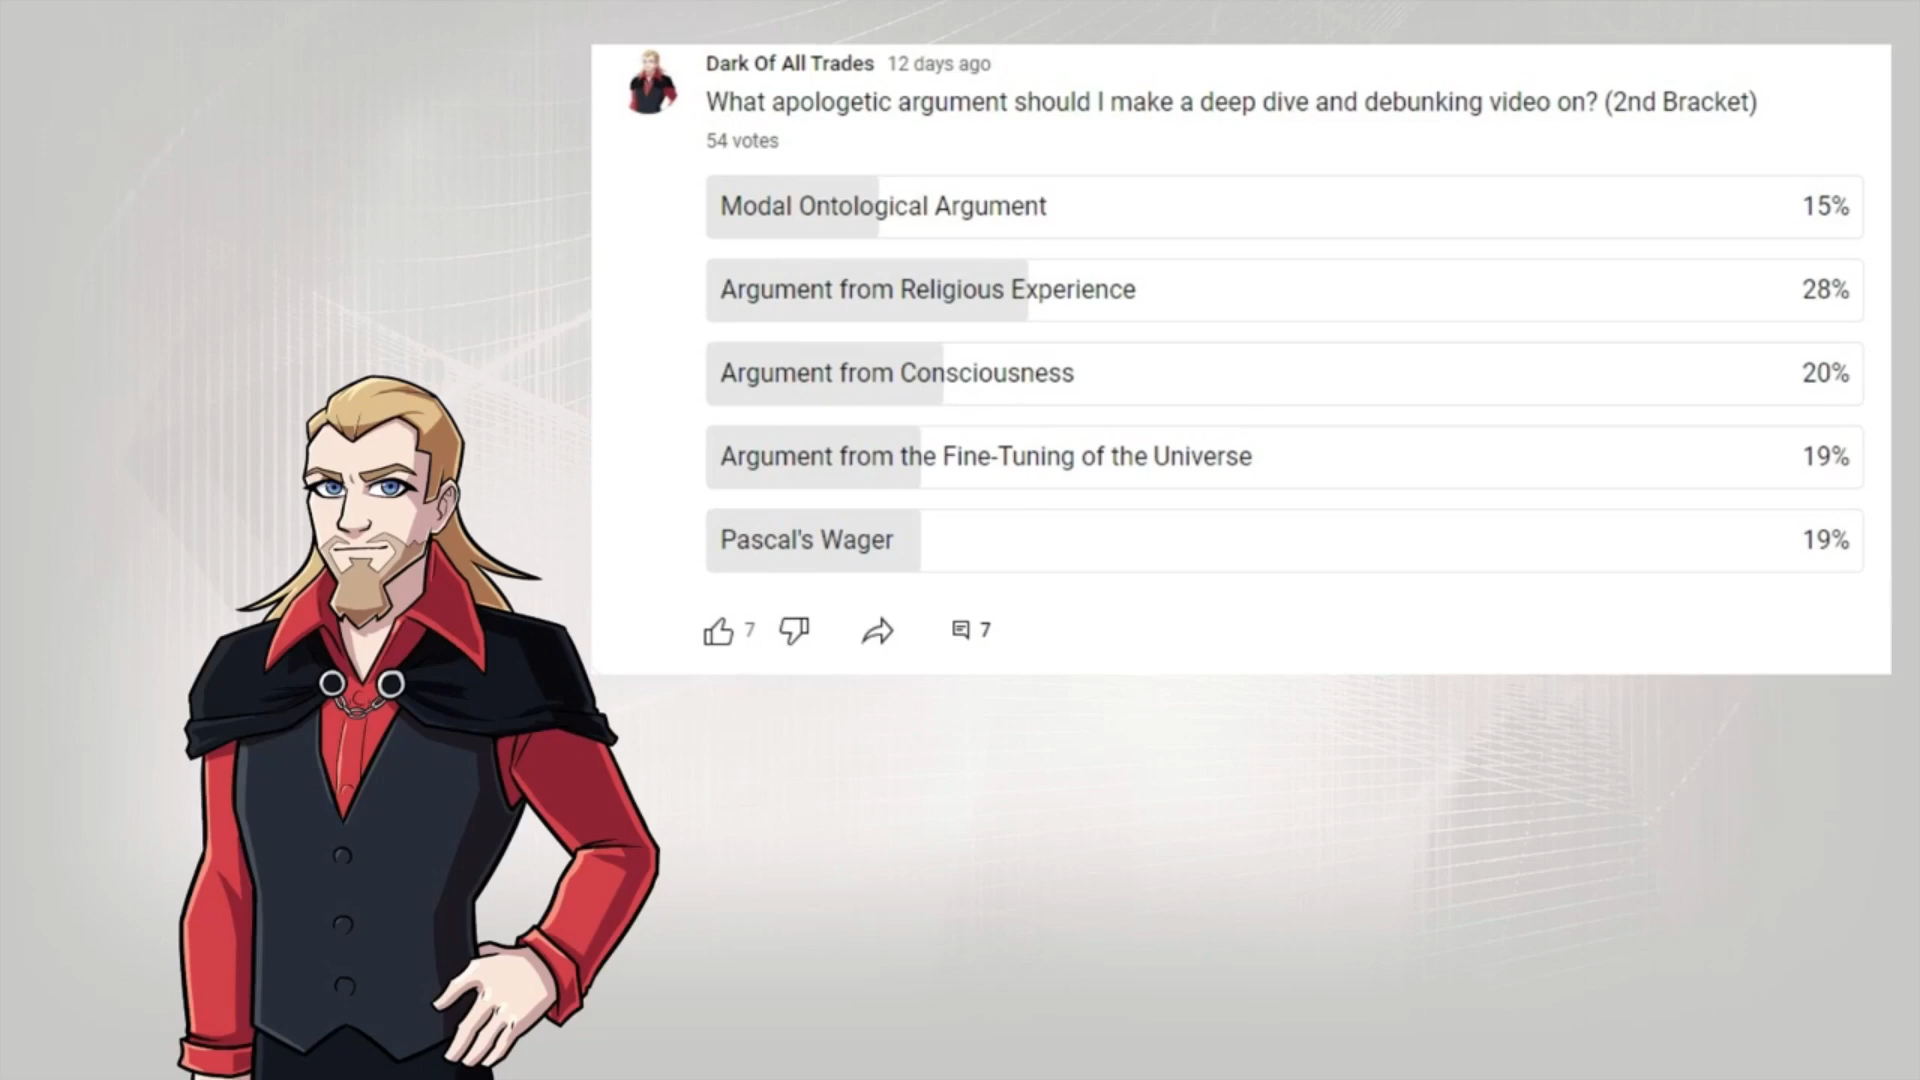 Dark Of All Trades 12 days ago
What apologetic argument should I make a deep dive and debunking video on? (2nd Bracket)
54 votes
Modal Ontological Argument 15%
Argument from Religious Experience 28%
Argument from Consciousness 20%
Argument from the Fine-Tuning of the Universe 19%
Pascal's Wager 19%
7 7